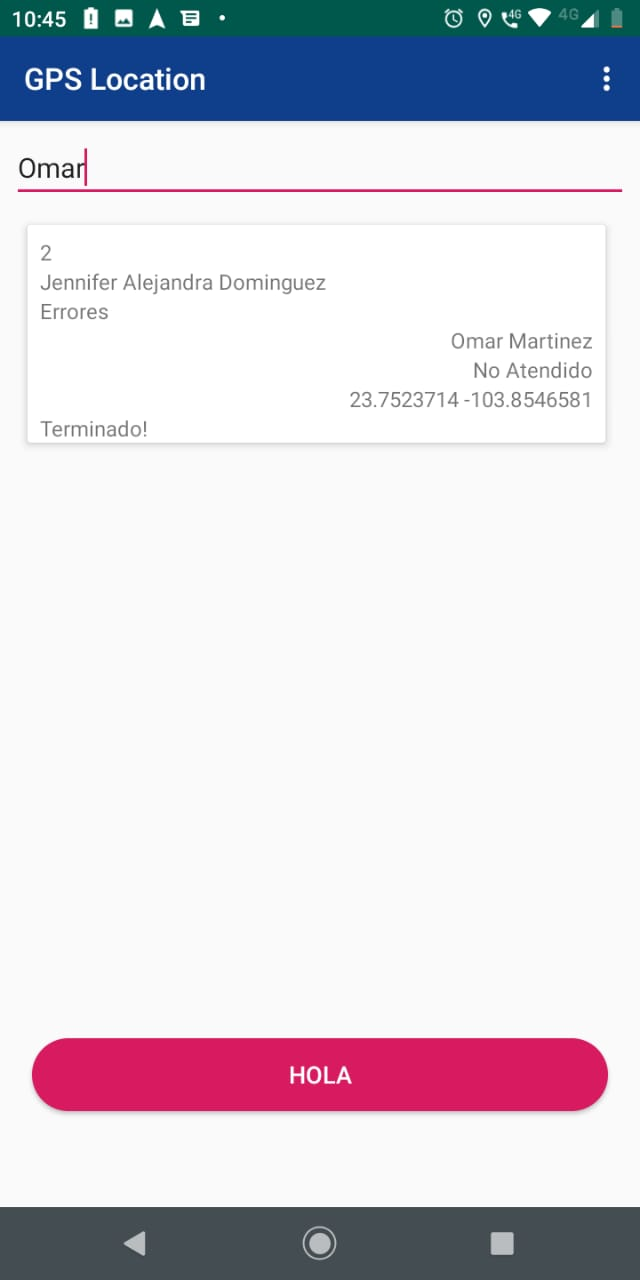 10:45
4G
4G
GPS Location
Omar
2
Jennifer Alejandra Dominguez
Errores
Omar Martinez
No Atendido
23.7523714 -103.8546581
Terminado!
HOLA